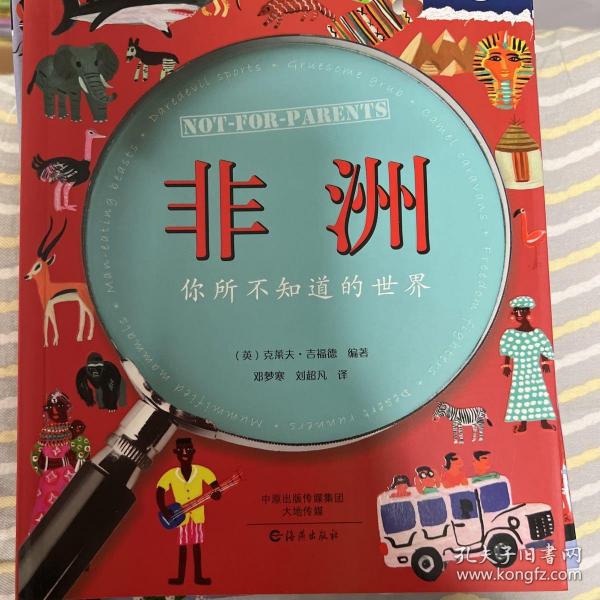 Man-eating beasts • Daredevil sports • Gruesome grub • Camel caravans • Freedom fighters • Desert runners • Mummified mammals •
NOT-FOR-PARENTS
非洲
你所不知道的世界
（英）克莱夫·吉福德 编著
邓梦寒 刘超凡 译
中原出版传媒集团
大地传媒
海燕出版社
孔夫子旧书网
www.kongfz.com